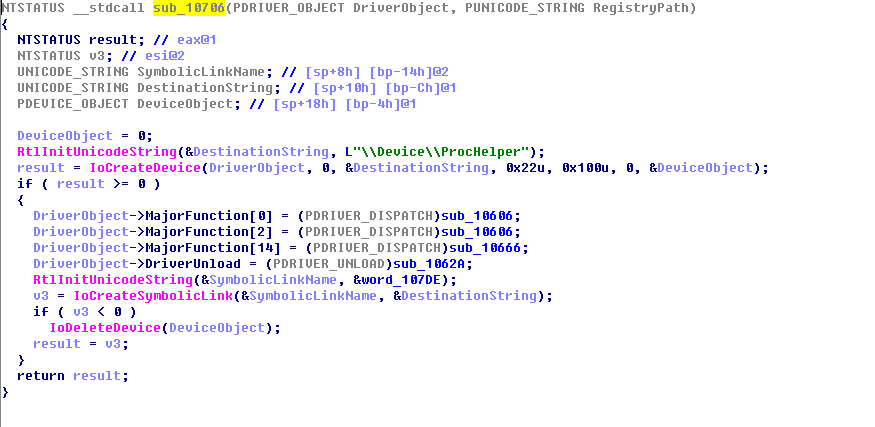 NTSTATUS __stdcall sub_10706(PDRIVER_OBJECT DriverObject, PUNICODE_STRING RegistryPath)
{
  NTSTATUS result; // eax@1
  NTSTATUS v3; // esi@2
  UNICODE_STRING SymbolicLinkName; // [sp+8h] [bp-14h]@2
  UNICODE_STRING DestinationString; // [sp+10h] [bp-Ch]@1
  PDEVICE_OBJECT DeviceObject; // [sp+18h] [bp-4h]@1

  DeviceObject = 0;
  RtlInitUnicodeString(&DestinationString, L"\\Device\\ProcHelper");
  result = IoCreateDevice(DriverObject, 0, &DestinationString, 0x22u, 0x100u, 0, &DeviceObject);
  if ( result >= 0 )
  {
    DriverObject->MajorFunction[0] = (PDRIVER_DISPATCH)sub_10606;
    DriverObject->MajorFunction[2] = (PDRIVER_DISPATCH)sub_10606;
    DriverObject->MajorFunction[14] = (PDRIVER_DISPATCH)sub_10666;
    DriverObject->DriverUnload = (PDRIVER_UNLOAD)sub_1062A;
    RtlInitUnicodeString(&SymbolicLinkName, &word_107DE);
    v3 = IoCreateSymbolicLink(&SymbolicLinkName, &DestinationString);
    if ( v3 < 0 )
      IoDeleteDevice(DeviceObject);
    result = v3;
  }
  return result;
}